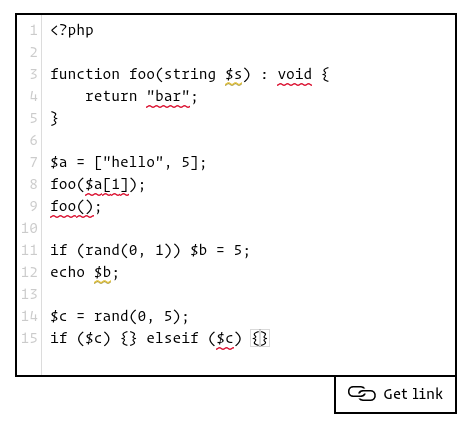 1 <?php
2
3 function foo(string $s) : void {
4     return "bar";
5 }
6
7 $a = ["hello", 5];
8 foo($a[1]);
9 foo();
10
11 if (rand(0, 1)) $b = 5;
12 echo $b;
13
14 $c = rand(0, 5);
15 if ($c) {} elseif ($c) {}
Get link